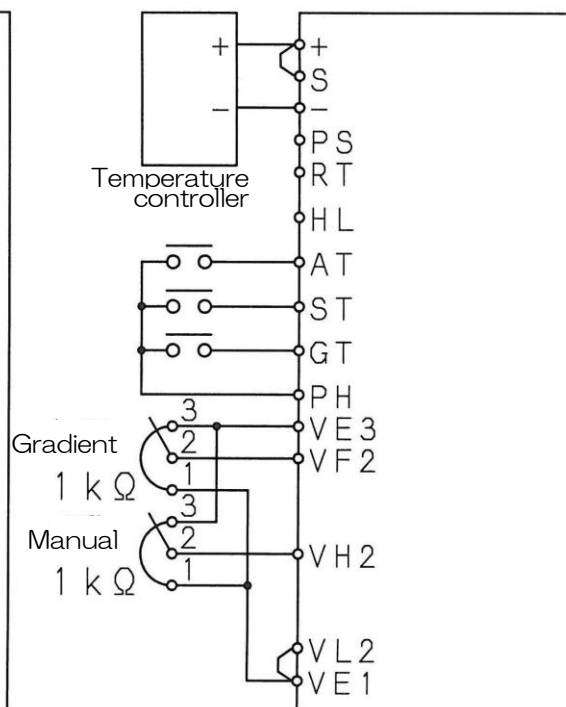 + +
S
− −
PS
Temperature
controller
RT
HL
AT
ST
GT
PH
3
VE3
Gradient
2
VF2
1 kΩ
1
3
Manual
2
VH2
1 kΩ
1
VL2
VE1